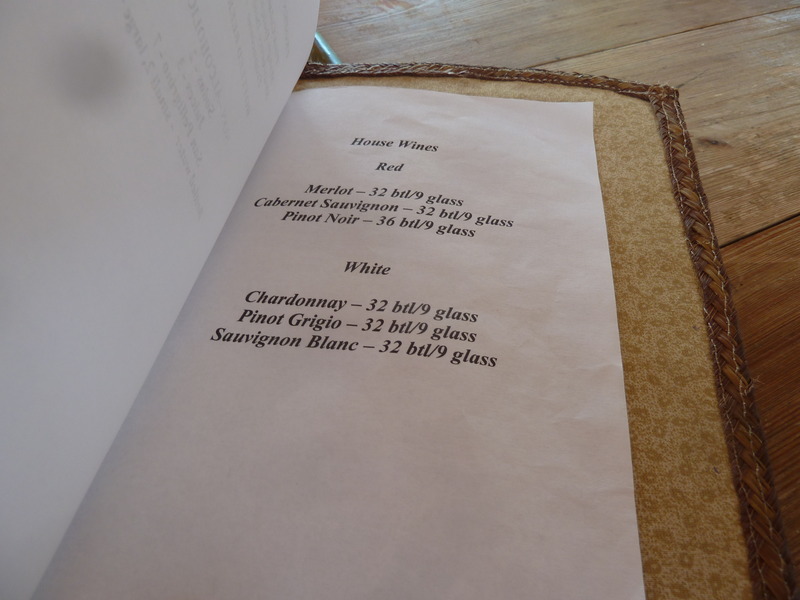 House Wines
Red
Merlot – 32 btl/9 glass
Cabernet Sauvignon – 32 btl/9 glass
Pinot Noir – 36 btl/9 glass
White
Chardonnay – 32 btl/9 glass
Pinot Grigio – 32 btl/9 glass
Sauvignon Blanc – 32 btl/9 glass